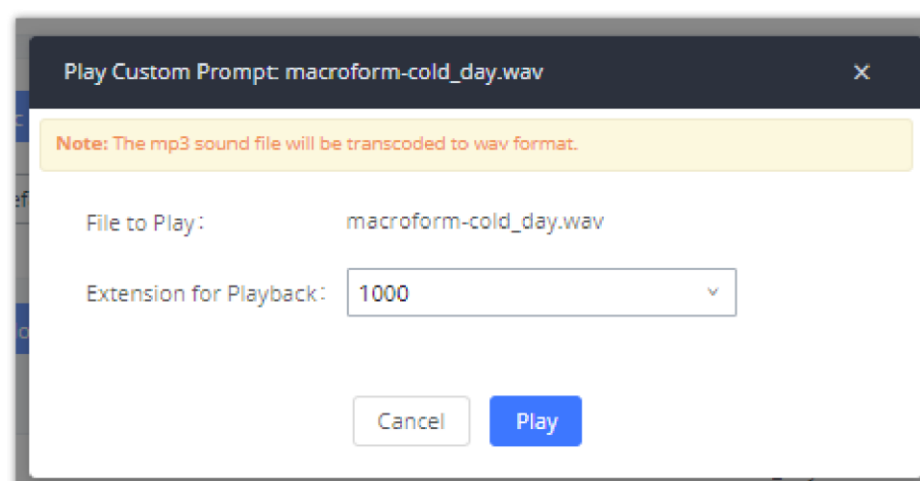 Play Custom Prompt: macroform-cold_day.wav
Note: The mp3 sound file will be transcoded to wav format.
File to Play: macroform-cold_day.wav
Extension for Playback: 1000
Cancel Play